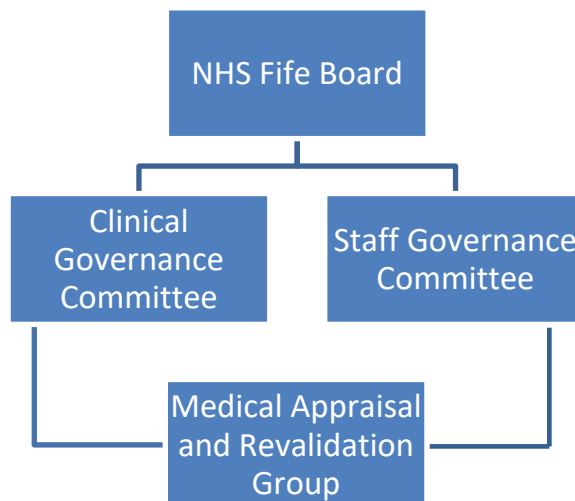 NHS Fife Board
Clinical
Governance
Committee
Staff Governance
Committee
Medical Appraisal
and Revalidation
Group